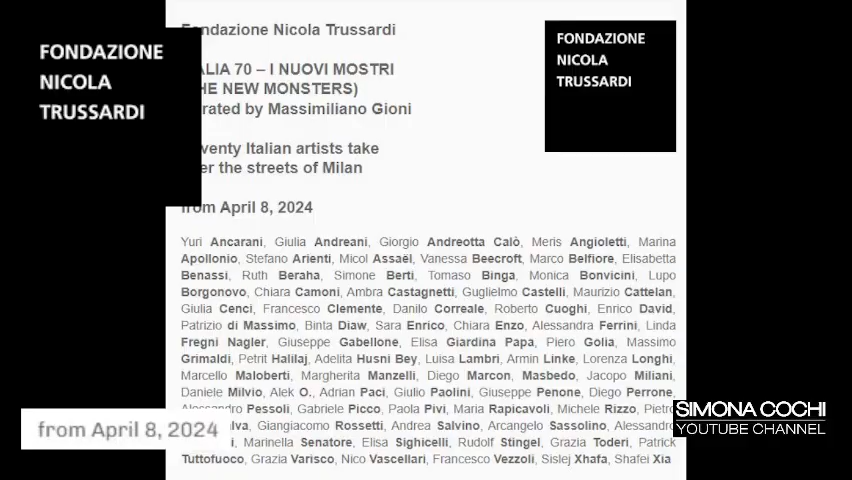 FONDAZIONE
NICOLA
TRUSSARDI
Fondazione Nicola Trussardi
ALIA 70 – I NUOVI MOSTRI
HE NEW MONSTERS)
rated by Massimiliano Gioni
venty Italian artists take
er the streets of Milan
from April 8, 2024
FONDAZIONE
NICOLA
TRUSSARDI
Yuri Ancarani, Giulia Andreani, Giorgio Andreotta Calò, Meris Angioletti, Marina
Apollonio, Stefano Arienti, Micol Assaël, Vanessa Beecroft, Marco Belfiore, Elisabetta
Benassi, Ruth Beraha, Simone Berti, Tomaso Binga, Monica Bonvicini, Lupo
Borgonovo, Chiara Camoni, Ambra Castagnetti, Guglielmo Castelli, Maurizio Cattelan,
Giulia Cenci, Francesco Clemente, Danilo Correale, Roberto Cuoghi, Enrico David,
Patrizio di Massimo, Binta Diaw, Sara Enrico, Chiara Enzo, Alessandra Ferrini, Linda
Fregni Nagler, Giuseppe Gabellone, Elisa Giardina Papa, Piero Golia, Massimo
Grimaldi, Petrit Halilaj, Adelita Husni Bey, Luisa Lambri, Armin Linke, Lorenza Longhi,
Marcello Maloberti, Margherita Manzelli, Diego Marcon, Masbedo, Jacopo Miliani,
Daniele Milvio, Alek O., Adrian Paci, Giulio Paolini, Giuseppe Penone, Diego Perrone,
Alessandro Pessoli, Gabriele Picco, Paola Pivi, Maria Rapicavoli, Michele Rizzo, Pietro
lva, Giangiacomo Rossetti, Andrea Salvino, Arcangelo Sassolino, Alessandro
i, Marinella Senatore, Elisa Sighicelli, Rudolf Stingel, Grazia Toderi, Patrick
Tuttofuoco, Grazia Varisco, Nico Vascellari, Francesco Vezzoli, Sislej Xhafa, Shafei Xia
from April 8, 2024
SIMONA COCHI
YOUTUBE CHANNEL